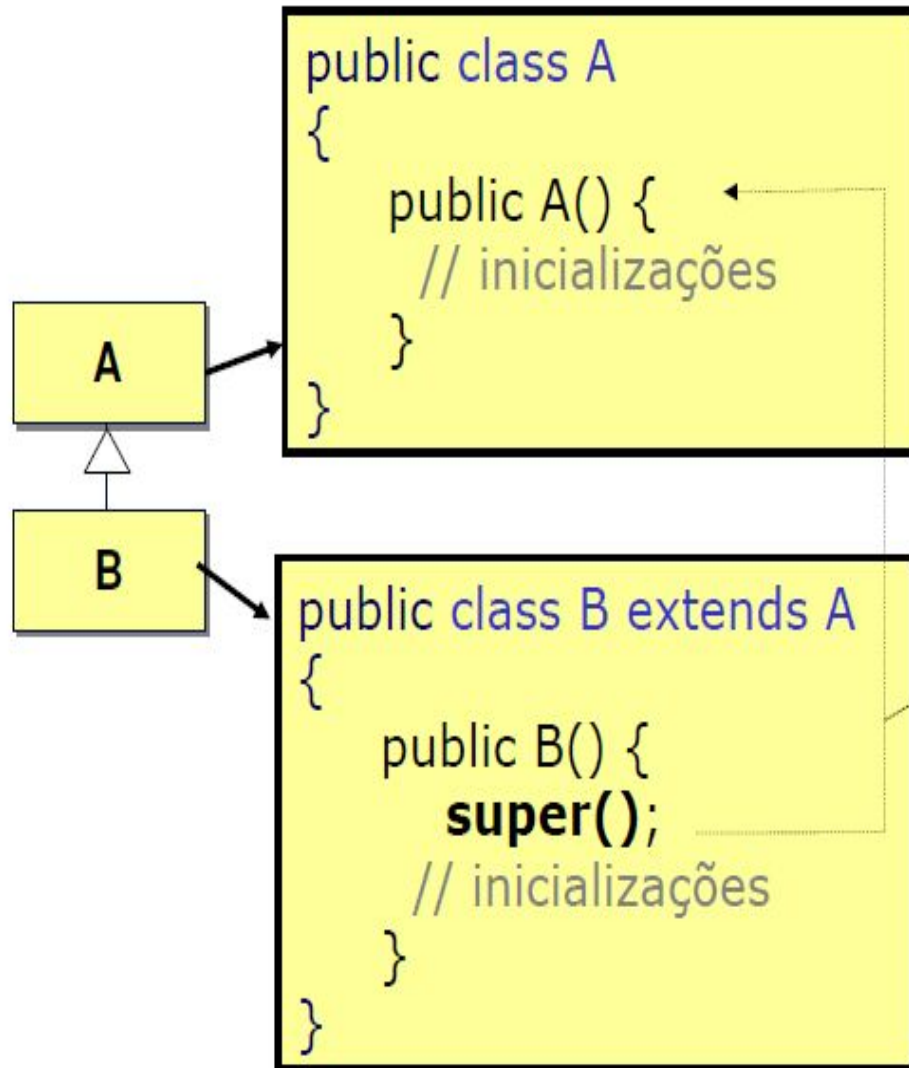 public class A
{
public A() {
// inicializações
}
}
A
B
public class B extends A
{
public B() {
super();
// inicializações
}
}